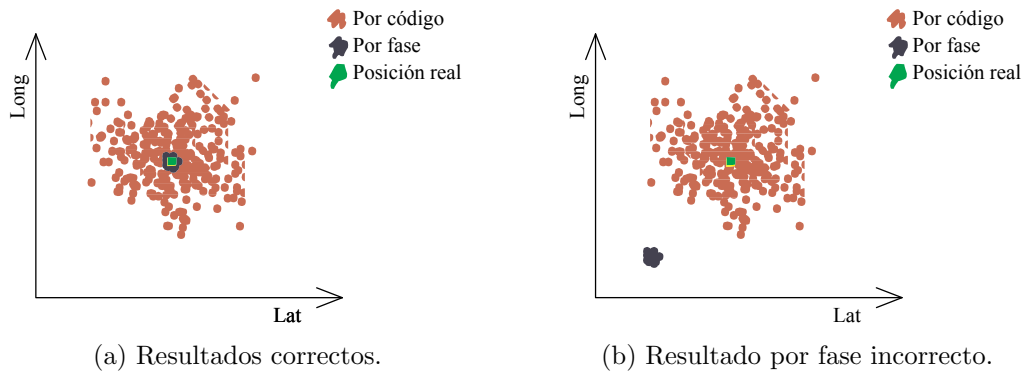 Por código
Por fase
Posición real
Long
Lat
(a) Resultados correctos.
Por código
Por fase
Posición real
Long
Lat
(b) Resultado por fase incorrecto.